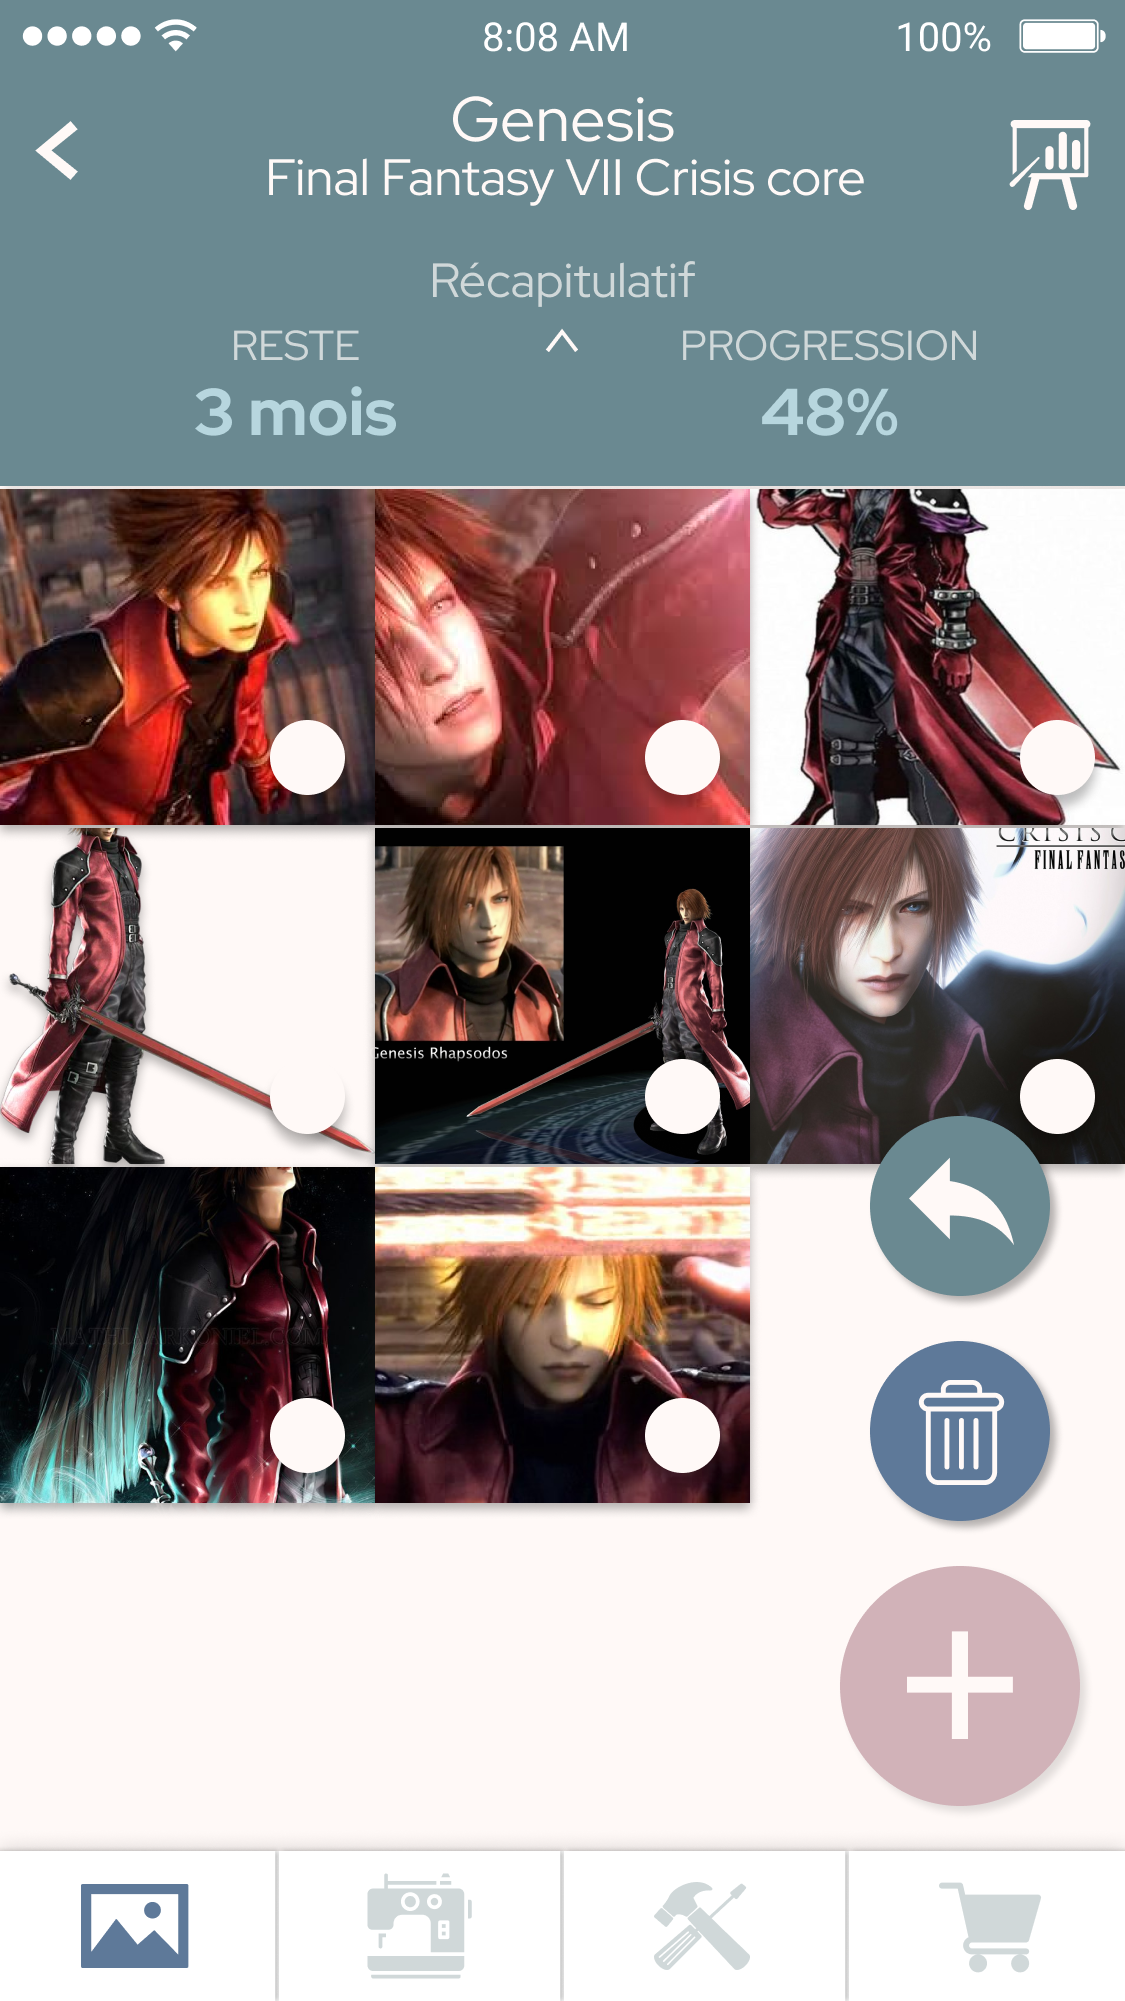 8:08 AM
100%
Genesis
Final Fantasy VII Crisis core
Récapitulatif
RESTE
PROGRESSION
3 mois
48%
CRISIS C
FINAL FANTAS
Genesis Rhapsodos